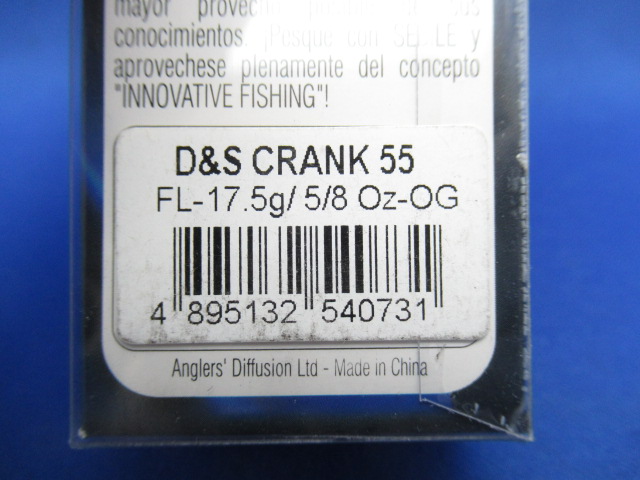 mayor
conocimientos. ¡Pesque con y
aprovechese plenamente del concepto
"INNOVATIVE FISHING"!
D&S CRANK 55
FL-17.5g/ 5/8 Oz-OG
4 895132 540731
Anglers' Diffusion Ltd - Made in China